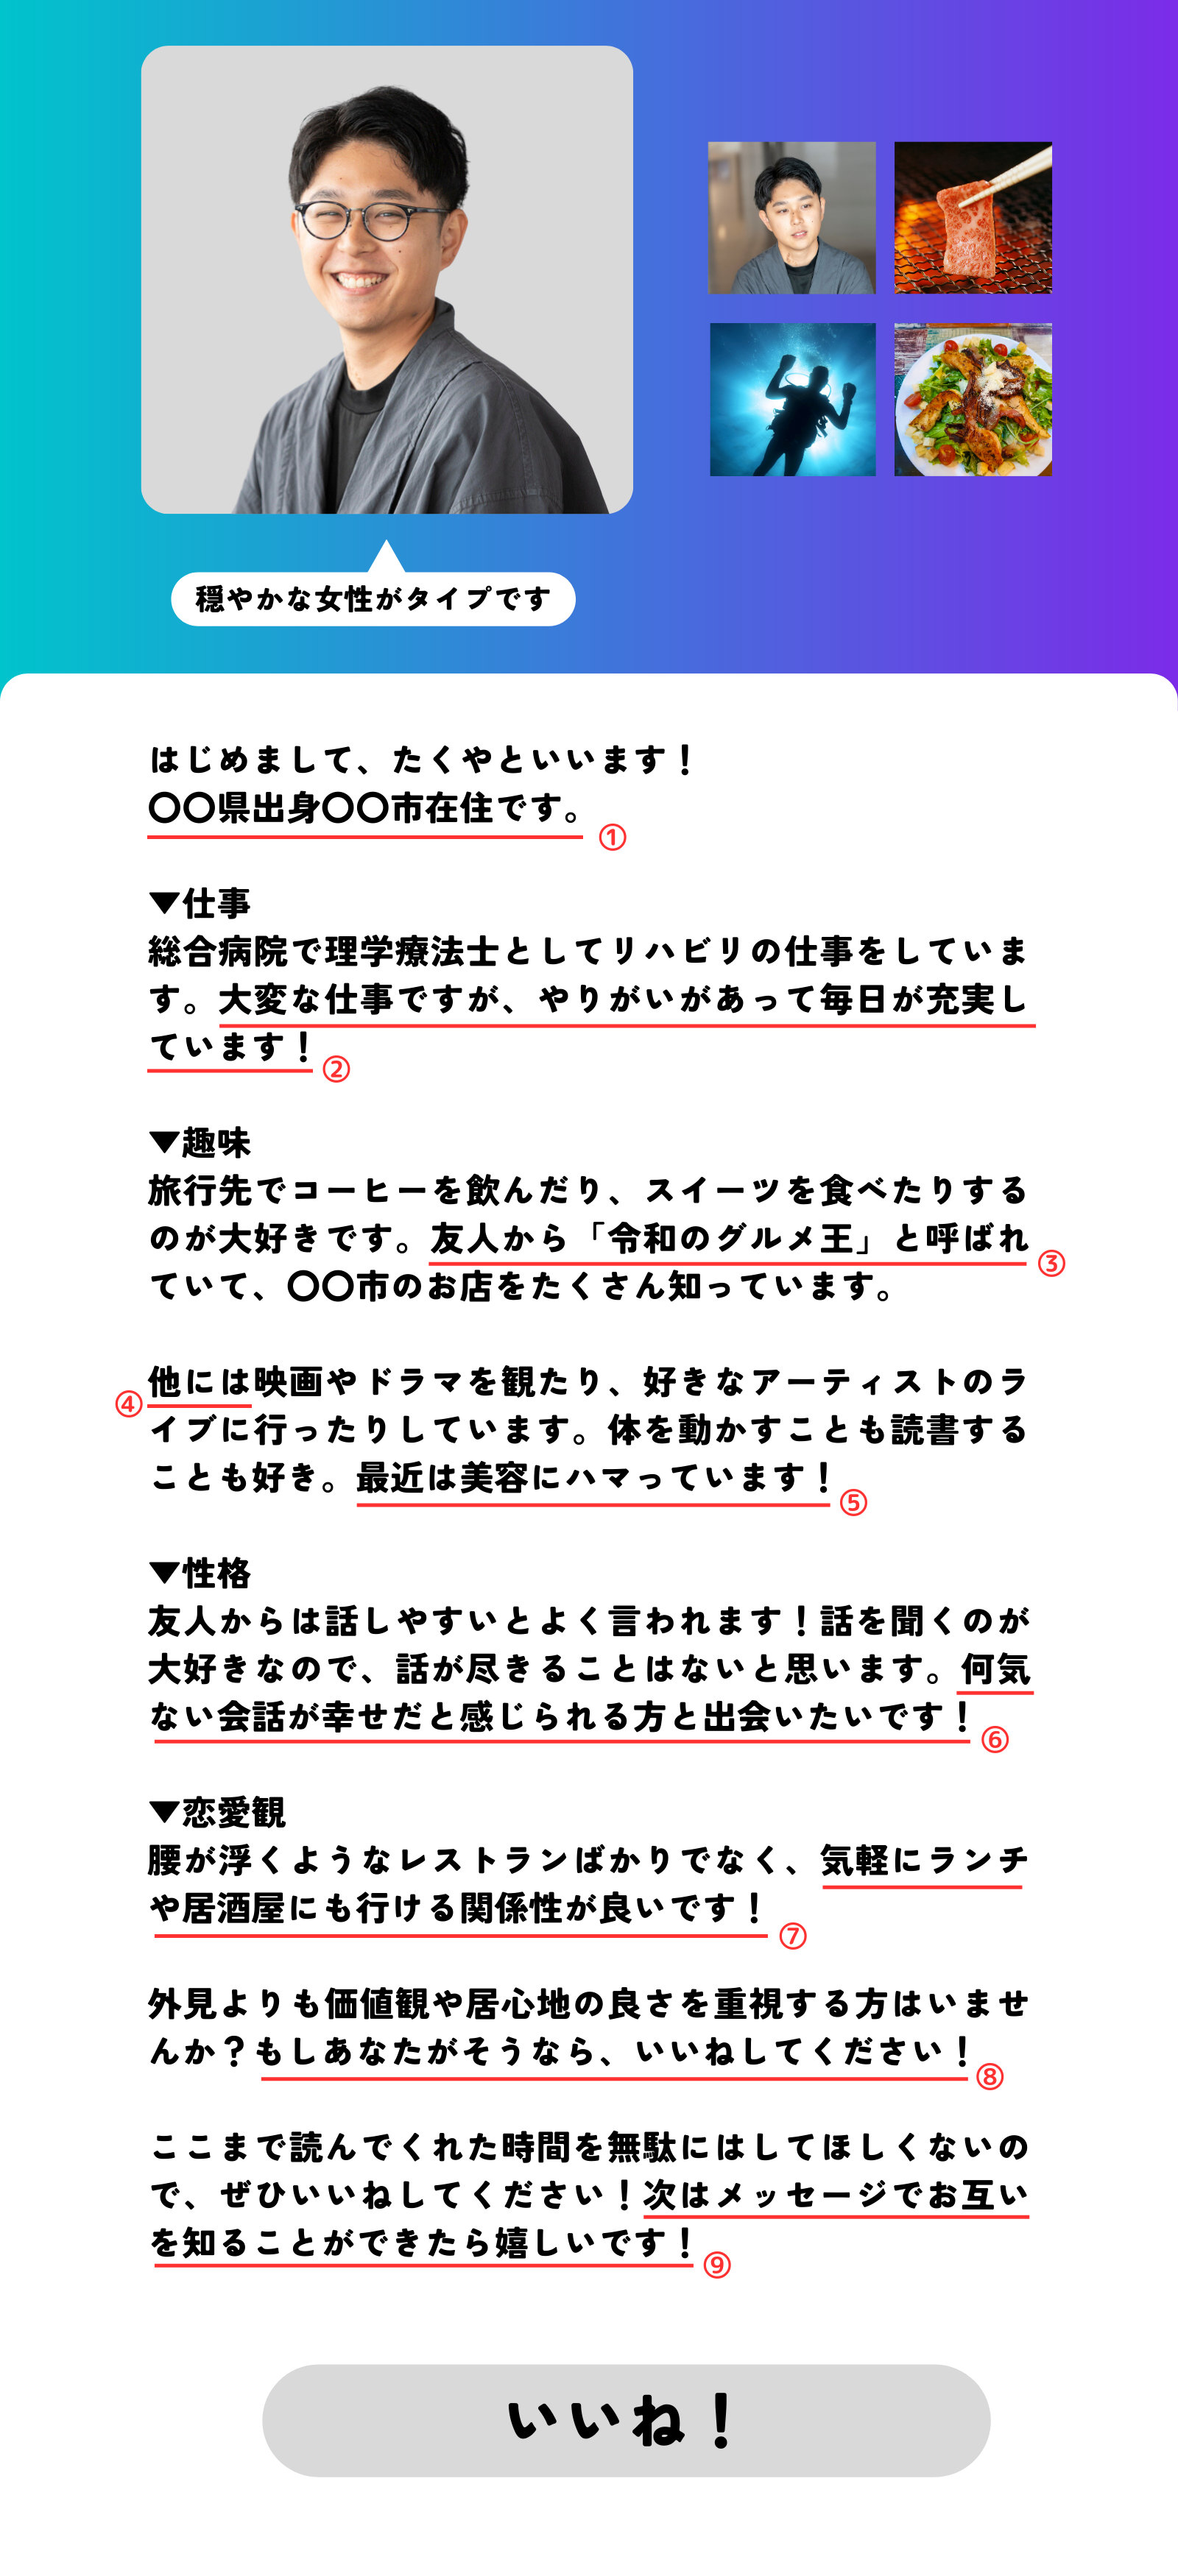 穏やかな女性がタイプです
はじめまして、たくやといいます！
〇〇県出身〇〇市在住です。
①
▼仕事
総合病院で理学療法士としてリハビリの仕事をしていま
す。大変な仕事ですが、やりがいがあって毎日が充実し
ています！
②
▼趣味
旅行先でコーヒーを飲んだり、スイーツを食べたりする
のが大好きです。友人から「令和のグルメ王」と呼ばれ
③
ていて、〇〇市のお店をたくさん知っています。
④
他には映画やドラマを観たり、好きなアーティストのラ
イブに行ったりしています。体を動かすことも読書する
ことも好き。最近は美容にハマっています！
⑤
▼性格
友人からは話しやすいとよく言われます！話を聞くのが
大好きなので、話が尽きることはないと思います。何気
ない会話が幸せだと感じられる方と出会いたいです！
⑥
▼恋愛観
腰が浮くようなレストランばかりでなく、気軽にランチ
や居酒屋にも行ける関係性が良いです！
⑦
外見よりも価値観や居心地の良さを重視する方はいませ
んか？もしあなたがそうなら、いいねしてください！
⑧
ここまで読んでくれた時間を無駄にはしてほしくないの
で、ぜひいいねしてください！次はメッセージでお互い
を知ることができたら嬉しいです！
⑨
いいね！